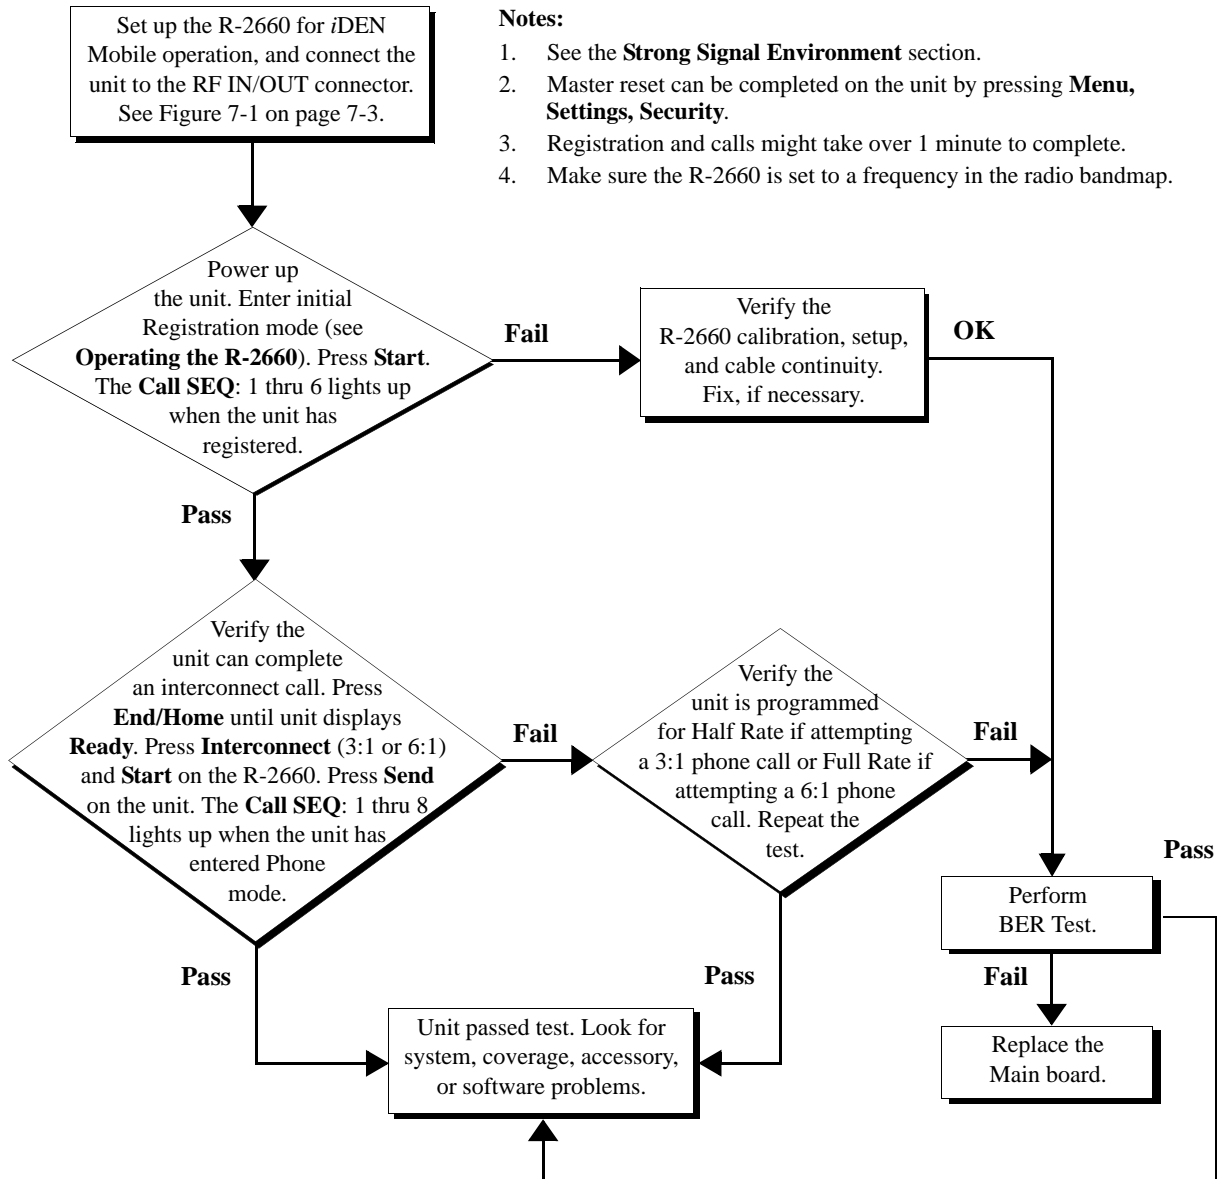 Set up the R-2660 for iDEN
Mobile operation, and connect the
unit to the RF IN/OUT connector.
See Figure 7-1 on page 7-3.
Notes:
1. See the Strong Signal Environment section.
2. Master reset can be completed on the unit by pressing Menu,
Settings, Security.
3. Registration and calls might take over 1 minute to complete.
4. Make sure the R-2660 is set to a frequency in the radio bandmap.
Power up
the unit. Enter initial
Registration mode (see
Operating the R-2660). Press Start.
The Call SEQ: 1 thru 6 lights up
when the unit has
registered.
Fail
Verify the
R-2660 calibration, setup,
and cable continuity.
Fix, if necessary.
OK
Pass
Verify the
unit can complete
an interconnect call. Press
End/Home until unit displays
Ready. Press Interconnect (3:1 or 6:1)
and Start on the R-2660. Press Send
on the unit. The Call SEQ: 1 thru 8
lights up when the unit has
entered Phone
mode.
Fail
Verify the
unit is programmed
for Half Rate if attempting
a 3:1 phone call or Full Rate if
attempting a 6:1 phone
call. Repeat the
test.
Fail
Pass
Perform
BER Test.
Pass
Pass
Fail
Unit passed test. Look for
system, coverage, accessory,
or software problems.
Replace the
Main board.